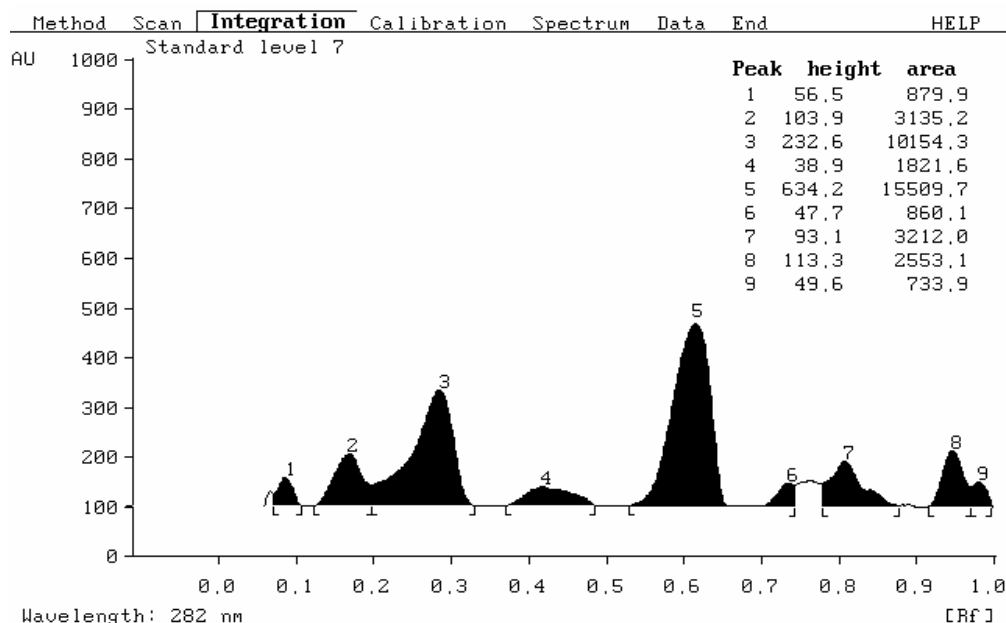 Method Scan Integration Calibration Spectrum Data End HELP
Standard level 7
AU
Peak height area
1 56.5 879.9
2 103.9 3135.2
3 232.6 10154.3
4 38.9 1821.6
5 634.2 15509.7
6 47.7 860.1
7 93.1 3212.0
8 113.3 2553.1
9 49.6 733.9
1000
900
800
700
600
500
400
300
200
100
0
1
2
3
4
5
6
7
8
9
0.0 0.1 0.2 0.3 0.4 0.5 0.6 0.7 0.8 0.9 1.0
Wavelength: 282 nm [Rf]